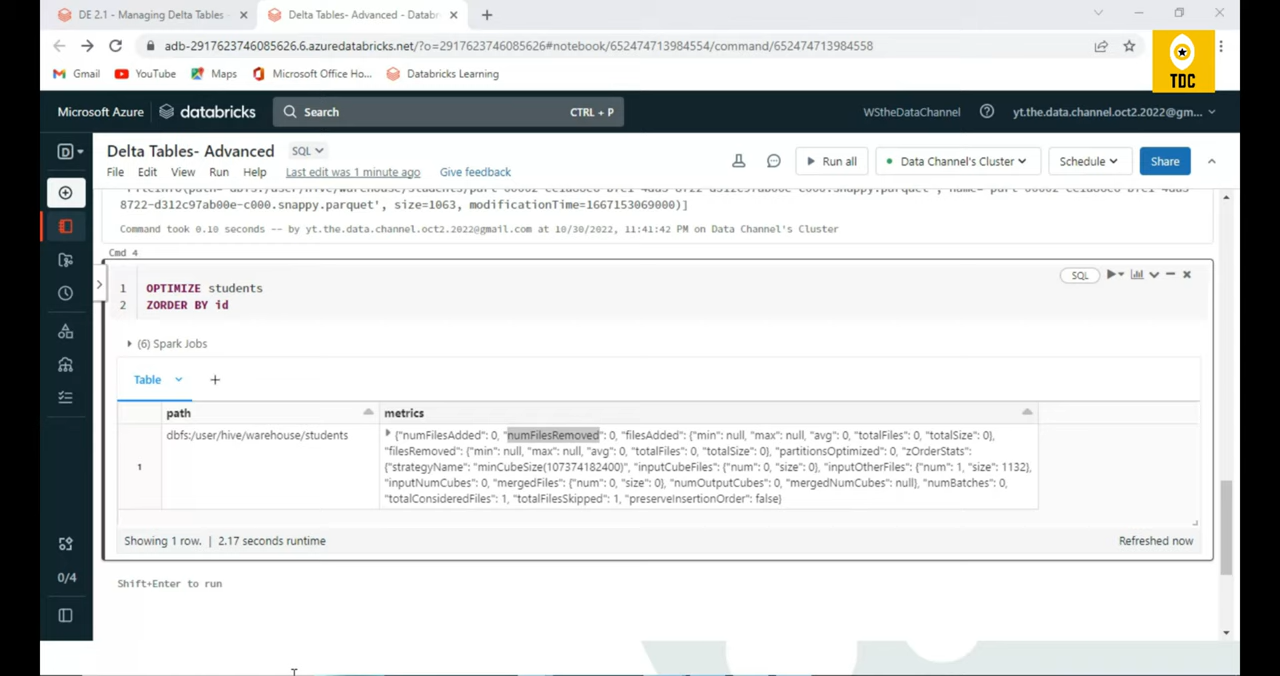 DE 2.1 - Managing Delta Tables
Delta Tables- Advanced - Databr
adb-2917623746085626.6.azuredatabricks.net/?o=2917623746085626#notebook/652474713984554/command/652474713984558
Gmail YouTube Maps Microsoft Office Ho... Databricks Learning
TDC
Microsoft Azure databricks Search CTRL + P WStheDataChannel yt.the.data.channel.oct2.2022@gm...
Delta Tables- Advanced SQL Run all Data Channel's Cluster Schedule Share
File Edit View Run Help Last edit was 1 minute ago Give feedback
8722-d312c97ab00e-c000.snappy.parquet', size=1063, modificationTime=1667153069000)]
Command took 0.10 seconds -- by yt.the.data.channel.oct2.2022@gmail.com at 10/30/2022, 11:41:42 PM on Data Channel's Cluster
Cmd 4
SQL
1 OPTIMIZE students
2 ZORDER BY id
(6) Spark Jobs
Table
path metrics
1 dbfs:/user/hive/warehouse/students {"numFilesAdded": 0, "numFilesRemoved": 0, "filesAdded": {"min": null, "max": null, "avg": 0, "totalFiles": 0, "totalSize": 0},
"filesRemoved": {"min": null, "max": null, "avg": 0, "totalFiles": 0, "totalSize": 0}, "partitionsOptimized": 0, "zOrderStats":
{"strategyName": "minCubeSize(107374182400)", "inputCubeFiles": {"num": 0, "size": 0}, "inputOtherFiles": {"num": 1, "size": 1132},
"inputNumCubes": 0, "mergedFiles": {"num": 0, "size": 0}, "numOutputCubes": 0, "mergedNumCubes": null}, "numBatches": 0,
"totalConsideredFiles": 1, "totalFilesSkipped": 1, "preserveInsertionOrder": false}
Showing 1 row. | 2.17 seconds runtime Refreshed now
0/4
Shift+Enter to run